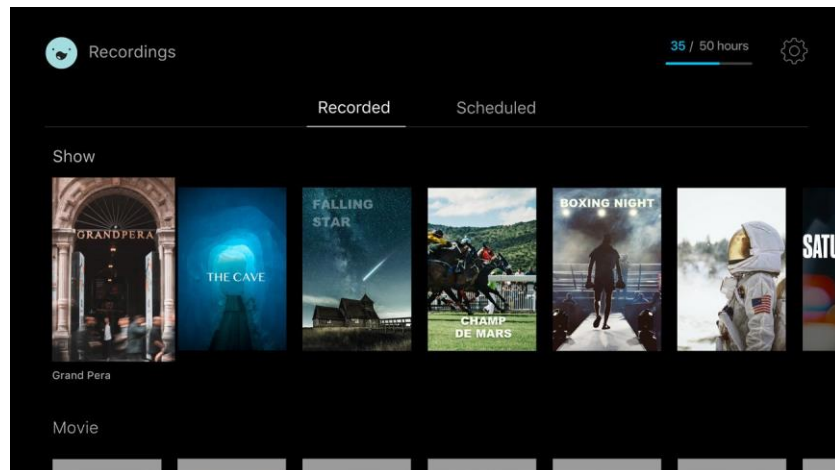 Recordings
35 / 50 hours
Recorded
Scheduled
Show
GRANDPERA
THE CAVE
FALLING
STAR
CHAMP
DE MARS
BOXING NIGHT
SATU
Grand Pera
Movie